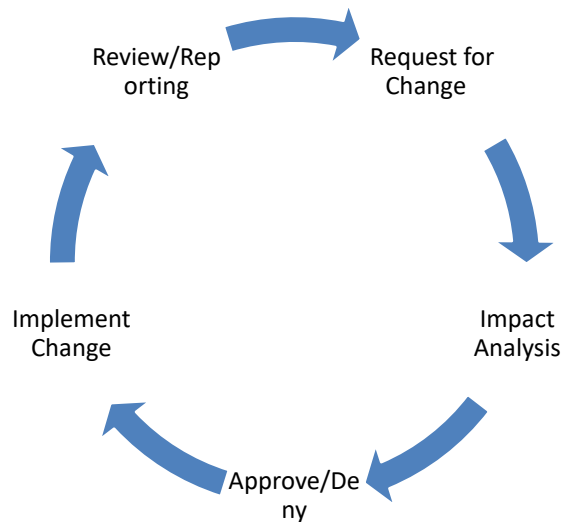 Review/Rep
orting
Request for
Change
Impact
Analysis
Approve/De
ny
Implement
Change